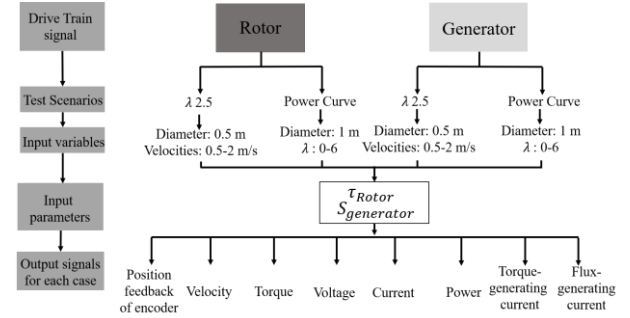 Drive Train
signal
Test Scenarios
Input variables
Input
parameters
Output signals
for each case
Rotor
Generator
λ 2.5
Power Curve
λ 2.5
Power Curve
Diameter: 0.5 m
Velocities: 0.5-2 m/s
Diameter: 1 m
λ : 0-6
Diameter: 0.5 m
Velocities: 0.5-2 m/s
Diameter: 1 m
λ :0-6
τ_Rotor
S_generator
Position
feedback
of encoder
Velocity
Torque
Voltage
Current
Power
Torque-
generating
current
Flux-
generating
current